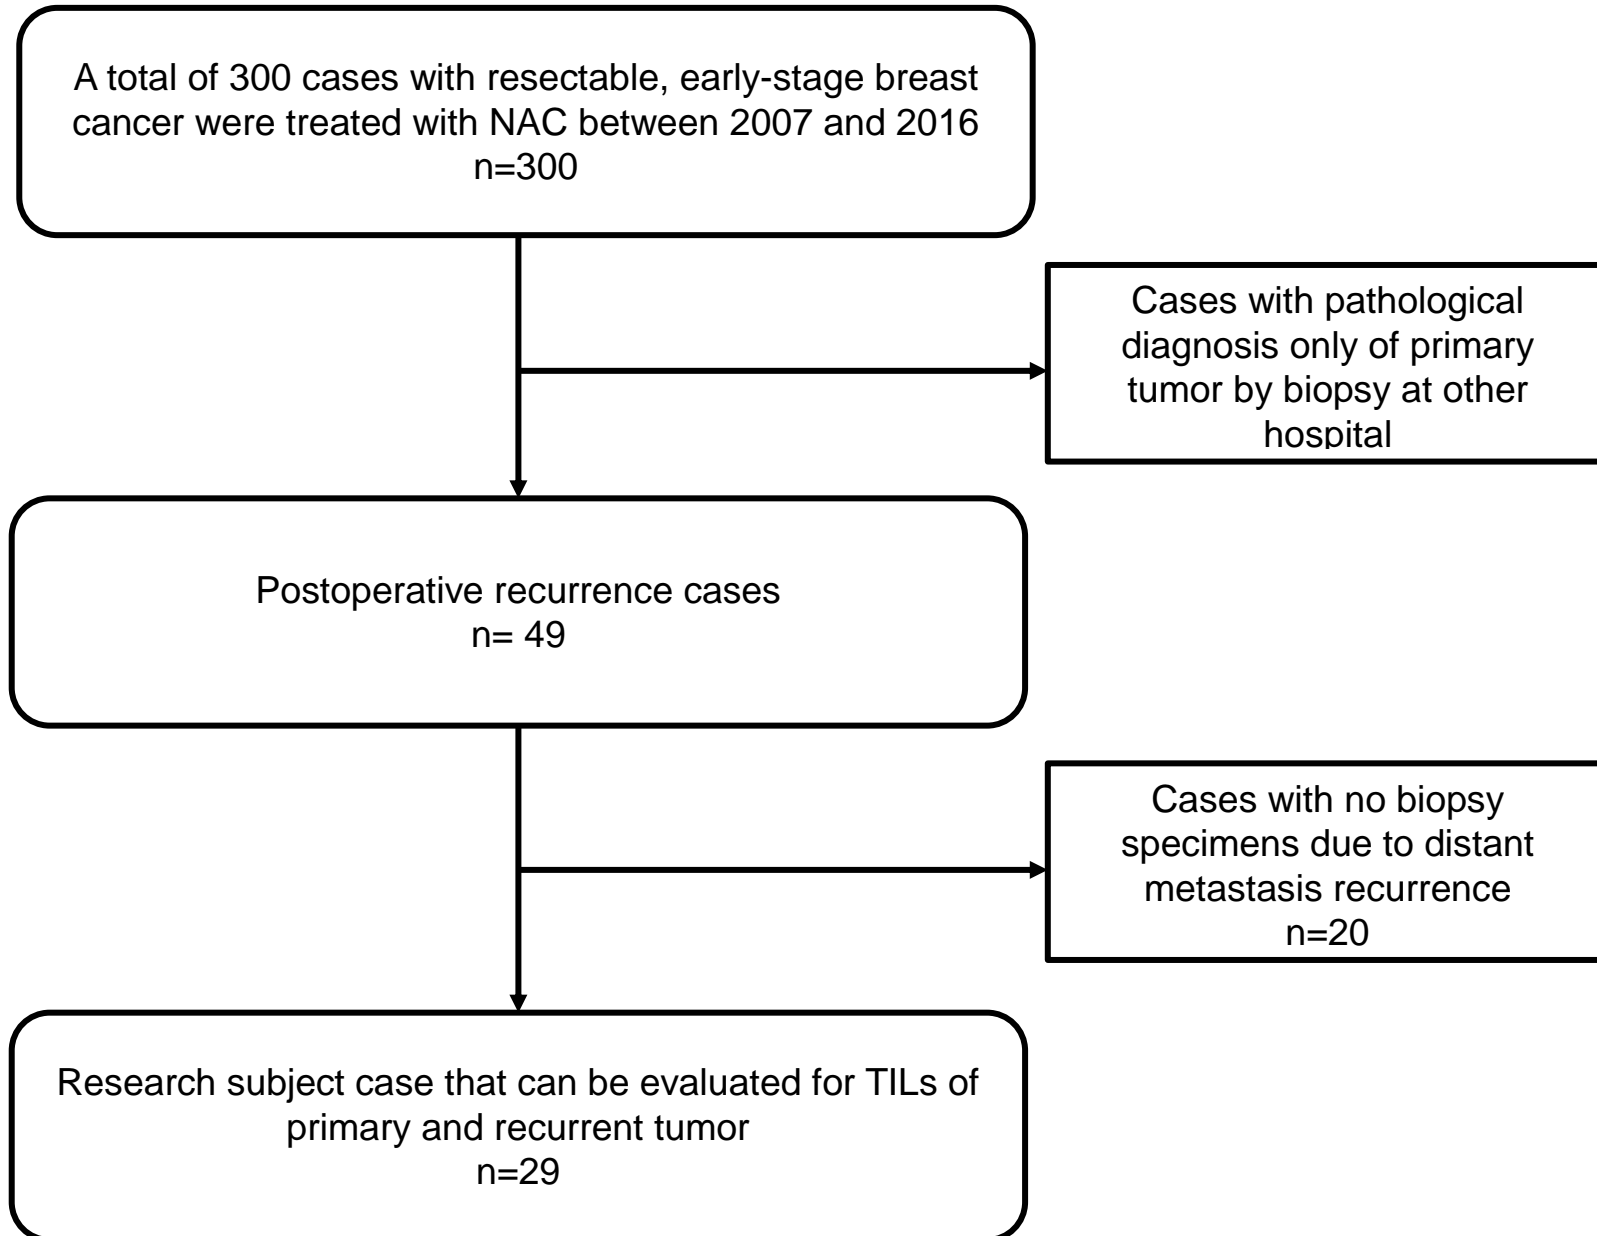 A total of 300 cases with resectable, early-stage breast
cancer were treated with NAC between 2007 and 2016
n=300
Cases with pathological
diagnosis only of primary
tumor by biopsy at other
hospital
Postoperative recurrence cases
n= 49
Cases with no biopsy
specimens due to distant
metastasis recurrence
n=20
Research subject case that can be evaluated for TILs of
primary and recurrent tumor
n=29